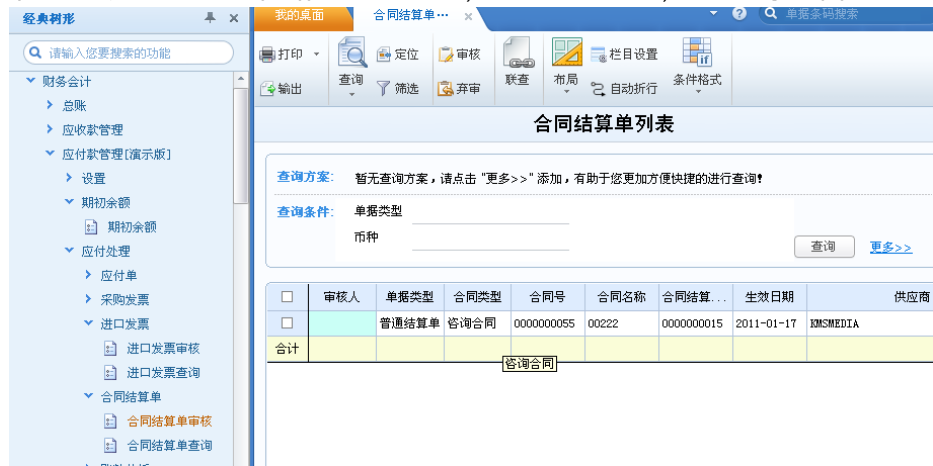 经典树形
我的桌面 合同结算单… × 单据条码搜索
请输入您要搜索的功能
打印 查询 定位 审核 联查 布局 栏目设置 条件格式
输出 筛选 弃审 自动折行
财务会计
总账
应收款管理
应付款管理[演示版]
设置
期初余额
期初余额
应付处理
应付单
采购发票
进口发票
进口发票审核
进口发票查询
合同结算单
合同结算单审核
合同结算单查询
合同结算单列表
查询方案: 暂无查询方案，请点击 "更多>>" 添加，有助于您更加方便快捷的进行查询!
查询条件: 单据类型
币种
查询 更多>>
审核人 单据类型 合同类型 合同号 合同名称 合同结算... 生效日期 供应商
普通结算单 咨询合同 0000000055 00222 0000000015 2011-01-17 KMSMEDIA
合计
咨询合同